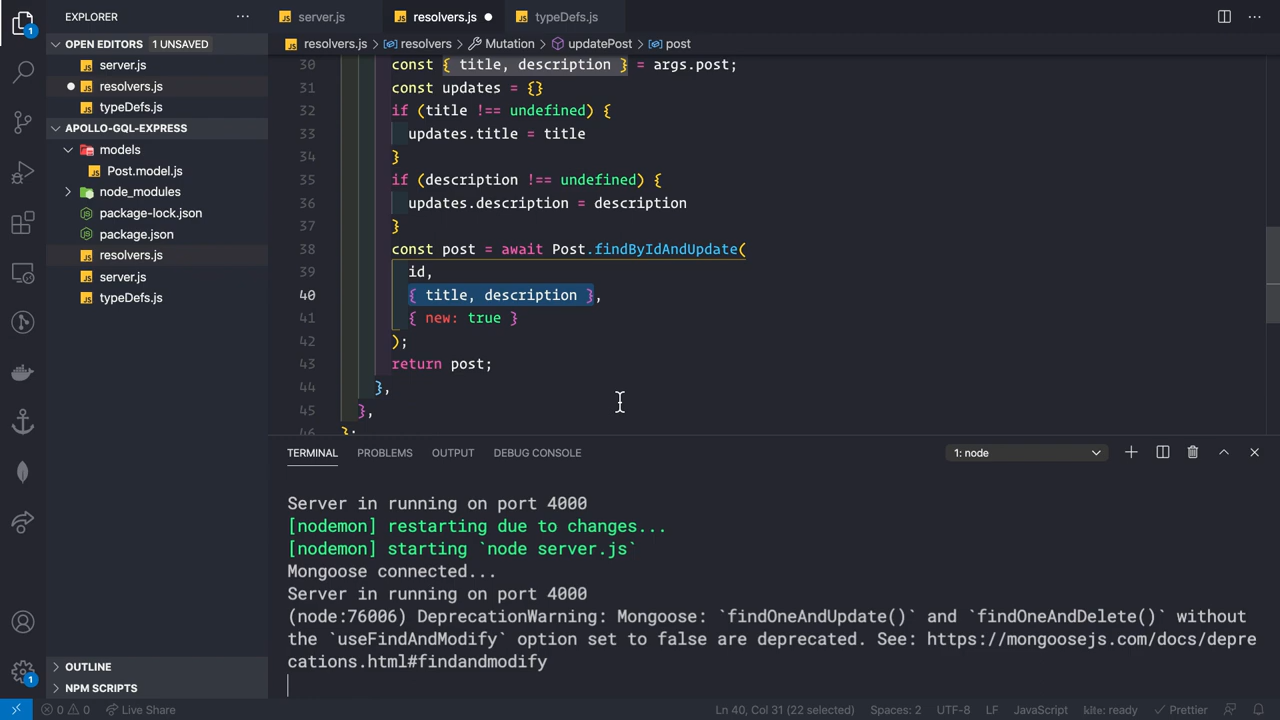 EXPLORER
server.js
resolvers.js
typeDefs.js
OPEN EDITORS 1 UNSAVED
resolvers.js > resolvers > Mutation > updatePost > post
server.js
resolvers.js
typeDefs.js
APOLLO-GQL-EXPRESS
models
Post.model.js
node_modules
package-lock.json
package.json
resolvers.js
server.js
typeDefs.js
OUTLINE
NPM SCRIPTS
30 const { title, description } = args.post;
31 const updates = {}
32 if (title !== undefined) {
33 updates.title = title
34 }
35 if (description !== undefined) {
36 updates.description = description
37 }
38 const post = await Post.findByIdAndUpdate(
39 id,
40 { title, description },
41 { new: true }
42 );
43 return post;
44 },
45 },
46 };
TERMINAL PROBLEMS OUTPUT DEBUG CONSOLE 1: node
Server in running on port 4000
[nodemon] restarting due to changes...
[nodemon] starting `node server.js`
Mongoose connected...
Server in running on port 4000
(node:76006) DeprecationWarning: Mongoose: `findOneAndUpdate()` and `findOneAndDelete()` without
the `useFindAndModify` option set to false are deprecated. See: https://mongoosejs.com/docs/depre
cations.html#findandmodify
0 0 Live Share Ln 40, Col 31 (22 selected) Spaces: 2 UTF-8 LF JavaScript kite: ready Prettier
1
1